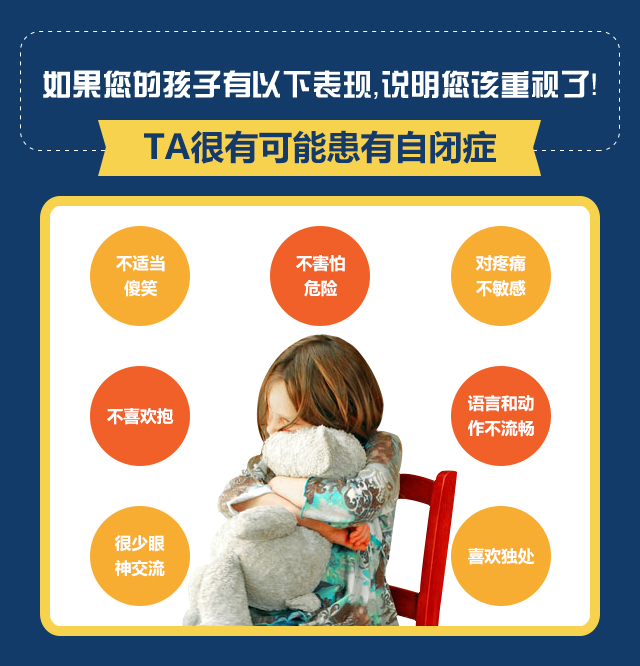 如果您的孩子有以下表现,说明您该重视了!
TA很有可能患有自闭症
不适当
傻笑
不害怕
危险
对疼痛
不敏感
不喜欢抱
语言和动
作不流畅
很少眼
神交流
喜欢独处